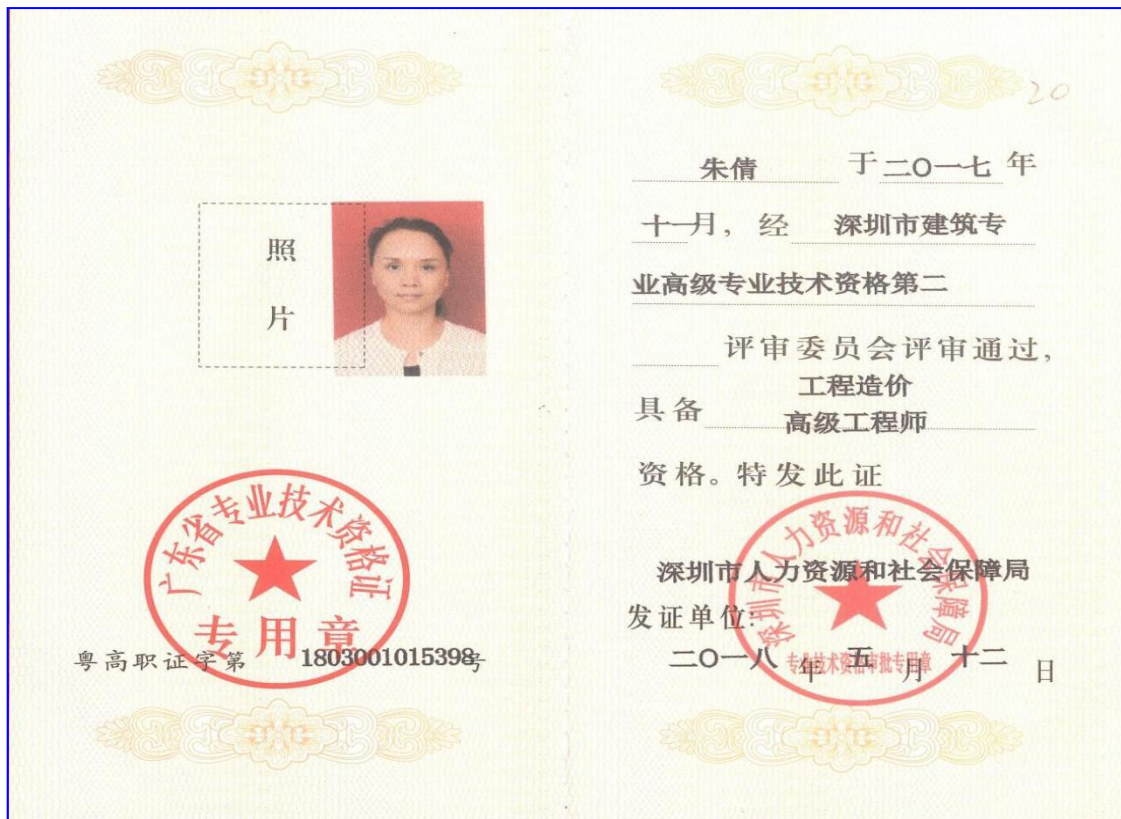 照
片
广东省专业技术资格证
专用章
粤高职证字第 1803001015398号
20
朱倩 于二O一七年
十一月，经 深圳市建筑专
业高级专业技术资格第二
评审委员会评审通过，
工程造价
具备 高级工程师
资格。特发此证
深圳市人力资源和社会保障局
深圳市人力资源和社会保障局
发证单位：
专业技术资格审批专用章
二O一八年五月十二日